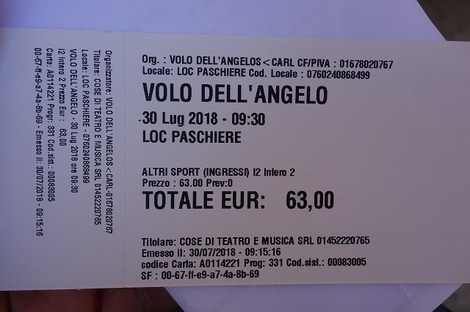 Org. : VOLO DELL'ANGELOS<CARL CF/PIVA : 01678020767
Locale: LOC PASCHIERE Cod. Locale : 0760240868499
VOLO DELL'ANGELO
30 Lug 2018 - 09:30
LOC PASCHIERE
ALTRI SPORT (INGRESSI) I2 Intero 2
Prezzo : 63.00 Prev:0
TOTALE EUR: 63,00
Titolare: COSE DI TEATRO E MUSICA SRL 01452220765
Emesso il: 30/07/2018 - 09:15:16
codice Carta: A0114221 Prog: 331 Cod.sist.: 00083005
SF : 00-67-ff-e9-a7-4a-8b-69
Organizzatore: VOLO DELL'ANGELOS<CARL-01678020767
Titolare: COSE DI TEATRO E MUSICA SRL 01452220765
Locale: LOC PASCHIERE - 0760240868499
VOLO DELL'ANGELO - 30 Lug 2018 ore 09:30
I2 Intero 2 Prezzo Eur : 63,00
Carta: A0114221 Progr: 331 Cod.sist.: 00083005
00-67-ff-e9-a7-4a-8b-69 - Emesso il: 30/07/2018 - 09:15:16